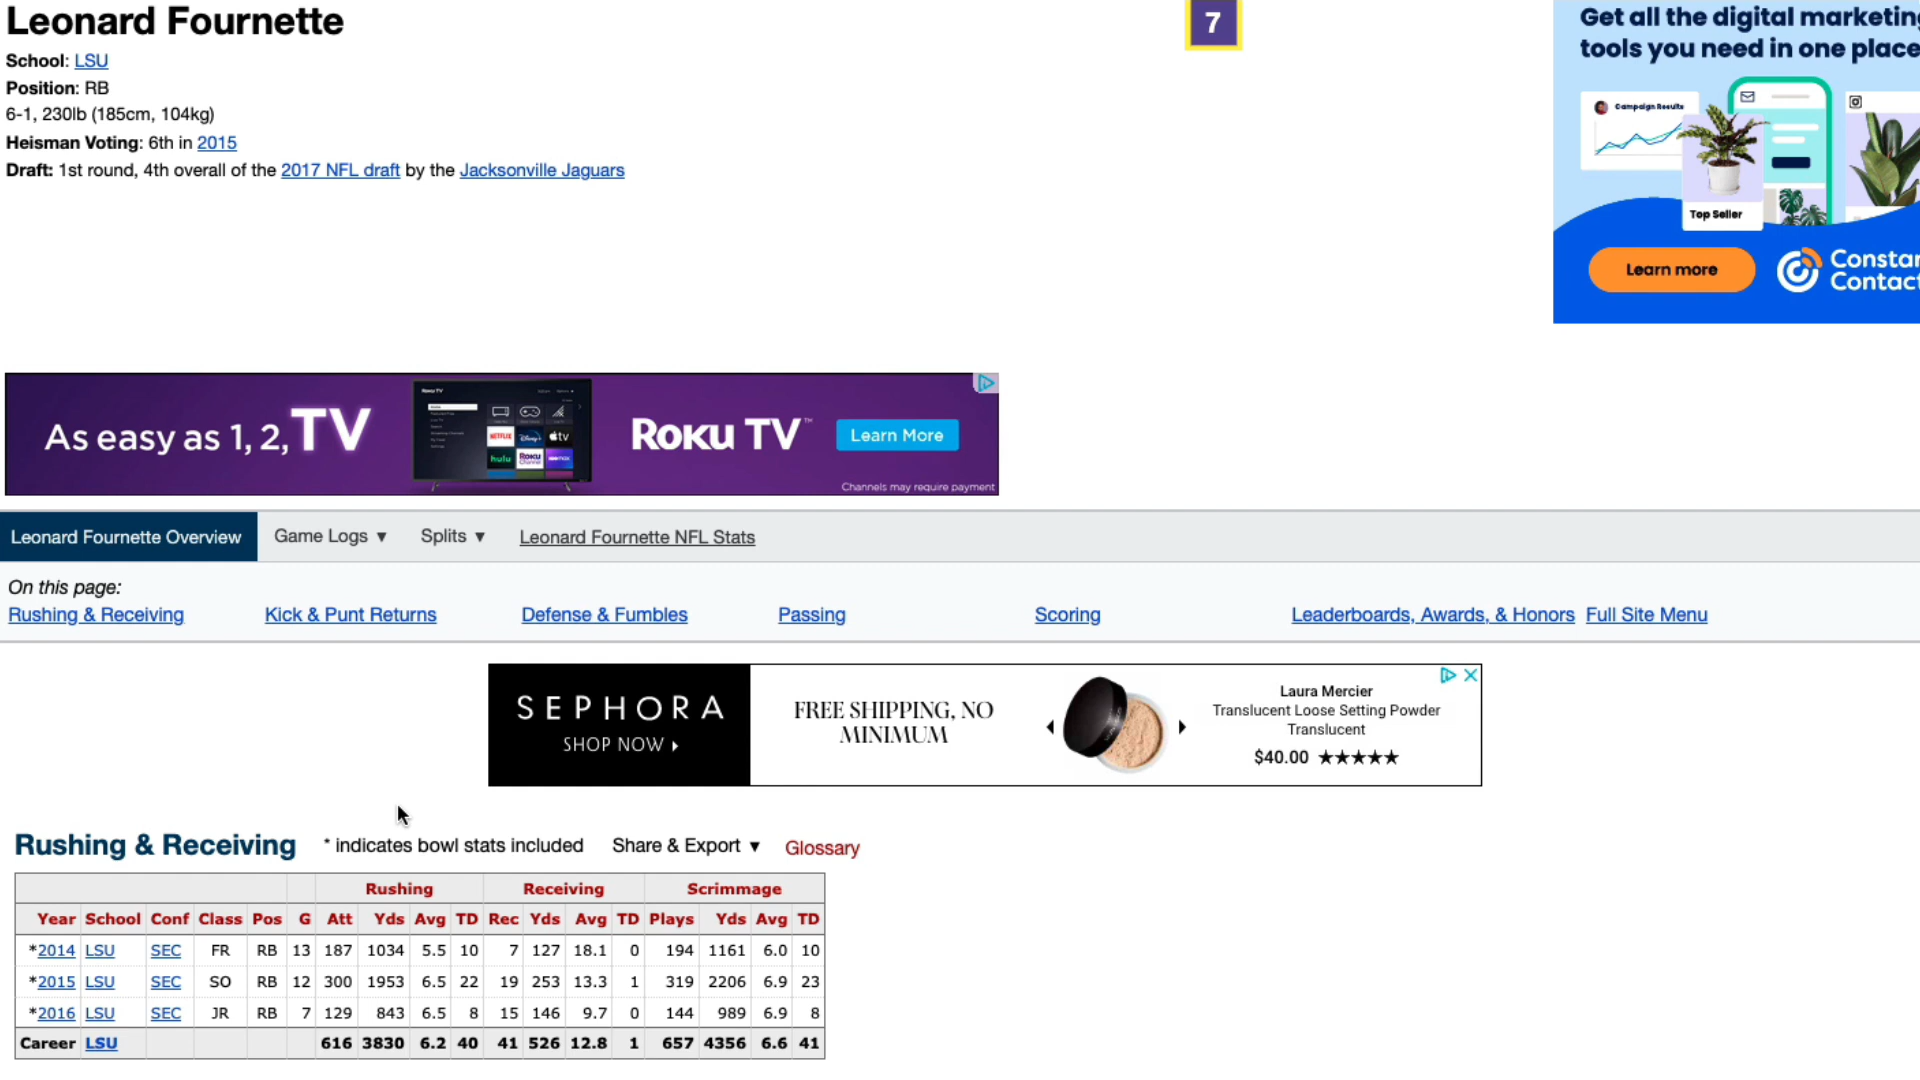 Leonard Fournette
7
School: LSU
Position: RB
6-1, 230lb (185cm, 104kg)
Heisman Voting: 6th in 2015
Draft: 1st round, 4th overall of the 2017 NFL draft by the Jacksonville Jaguars
Get all the digital marketing
tools you need in one place
Campaign Results
Top Seller
Learn more
Constan
Contact
As easy as 1, 2, TV
NETFLIX
Disney+
tv
hulu
Roku
Channel
Roku TV™
Learn More
Channels may require payment
Leonard Fournette Overview Game Logs ▼ Splits ▼ Leonard Fournette NFL Stats
On this page:
Rushing & Receiving Kick & Punt Returns Defense & Fumbles Passing Scoring Leaderboards, Awards, & Honors Full Site Menu
SEPHORA
SHOP NOW
FREE SHIPPING, NO
MINIMUM
Laura Mercier
Translucent Loose Setting Powder
Translucent
$40.00 ★★★★★
Rushing & Receiving * indicates bowl stats included Share & Export ▼ Glossary
Rushing Receiving Scrimmage
Year School Conf Class Pos G Att Yds Avg TD Rec Yds Avg TD Plays Yds Avg TD
*2014 LSU SEC FR RB 13 187 1034 5.5 10 7 127 18.1 0 194 1161 6.0 10
*2015 LSU SEC SO RB 12 300 1953 6.5 22 19 253 13.3 1 319 2206 6.9 23
*2016 LSU SEC JR RB 7 129 843 6.5 8 15 146 9.7 0 144 989 6.9 8
Career LSU 616 3830 6.2 40 41 526 12.8 1 657 4356 6.6 41